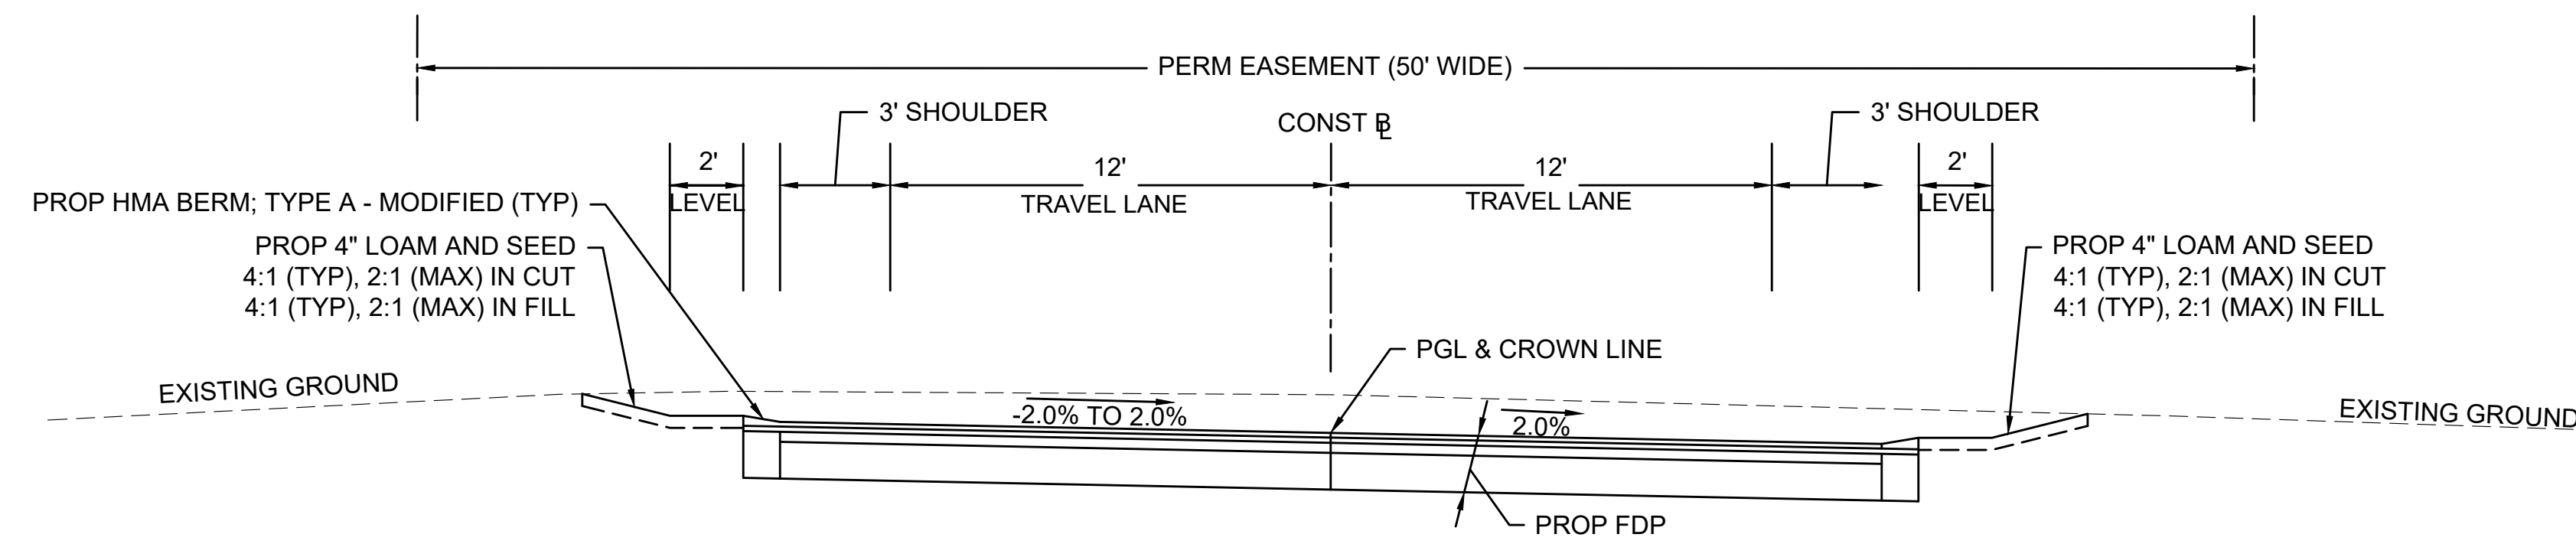 PERM EASEMENT (50' WIDE)
3' SHOULDER
CONST BL
3' SHOULDER
2'
LEVEL
12'
TRAVEL LANE
12'
TRAVEL LANE
2'
LEVEL
PROP HMA BERM; TYPE A - MODIFIED (TYP)
PROP 4" LOAM AND SEED
4:1 (TYP), 2:1 (MAX) IN CUT
4:1 (TYP), 2:1 (MAX) IN FILL
PROP 4" LOAM AND SEED
4:1 (TYP), 2:1 (MAX) IN CUT
4:1 (TYP), 2:1 (MAX) IN FILL
PGL & CROWN LINE
EXISTING GROUND
-2.0% TO 2.0%
2.0%
EXISTING GROUND
PROP FDP